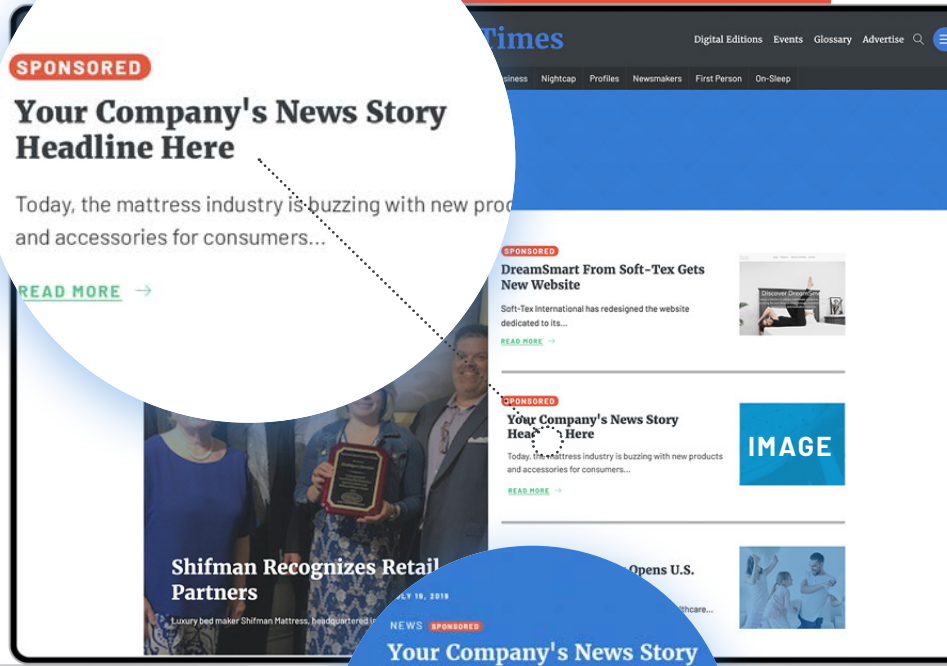 Times
Digital Editions Events Glossary Advertise
Nightcap Profiles Newsmakers First Person On-Sleep
SPONSORED
Your Company's News Story
Headline Here
Today, the mattress industry is buzzing with new
and accessories for consumers...
READ MORE
SPONSORED
DreamSmart From Soft-Tex Gets
New Website
Soft-Tex International has redesigned the website
dedicated to its...
READ MORE
SPONSORED
Your Company's News Story
Here
Today, the mattress industry is buzzing with new products
and accessories for consumers...
READ MORE
IMAGE
Shifman Recognizes Retail
Partners
Luxury bed maker Shifman Mattress, headquartered
Opens U.S.
19, 2019
NEWS SPONSORED
Your Company's News Story